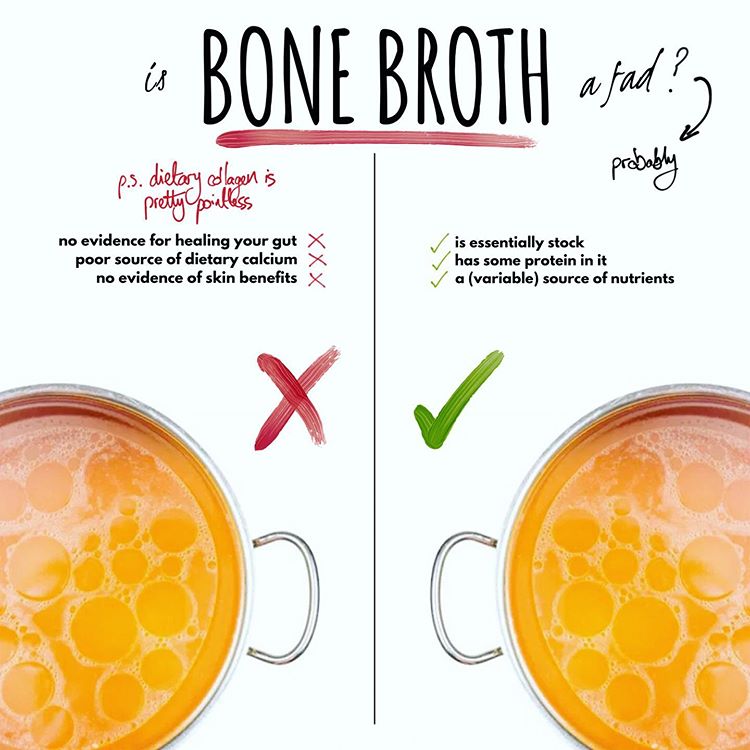 is BONE BROTH a fad?
probably
p.s. dietary collagen is
pretty pointless
no evidence for healing your gut
poor source of dietary calcium
no evidence of skin benefits
is essentially stock
has some protein in it
a (variable) source of nutrients